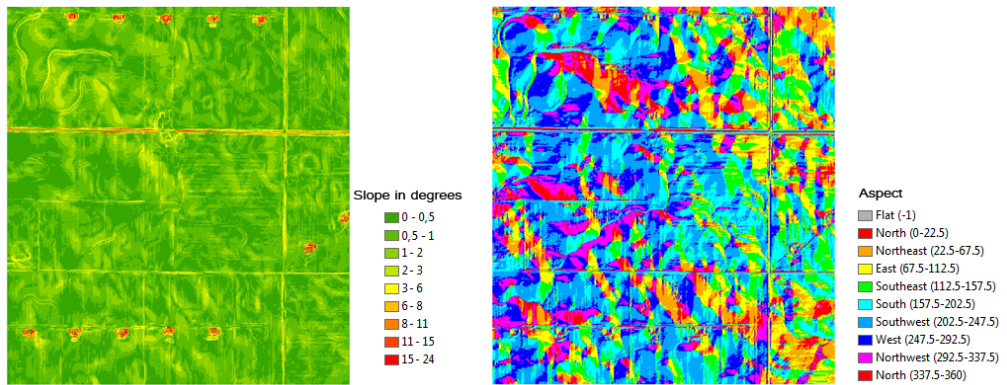 Slope in degrees
0 - 0,5
0,5 - 1
1 - 2
2 - 3
3 - 6
6 - 8
8 - 11
11 - 15
15 - 24
Aspect
Flat (-1)
North (0-22.5)
Northeast (22.5-67.5)
East (67.5-112.5)
Southeast (112.5-157.5)
South (157.5-202.5)
Southwest (202.5-247.5)
West (247.5-292.5)
Northwest (292.5-337.5)
North (337.5-360)